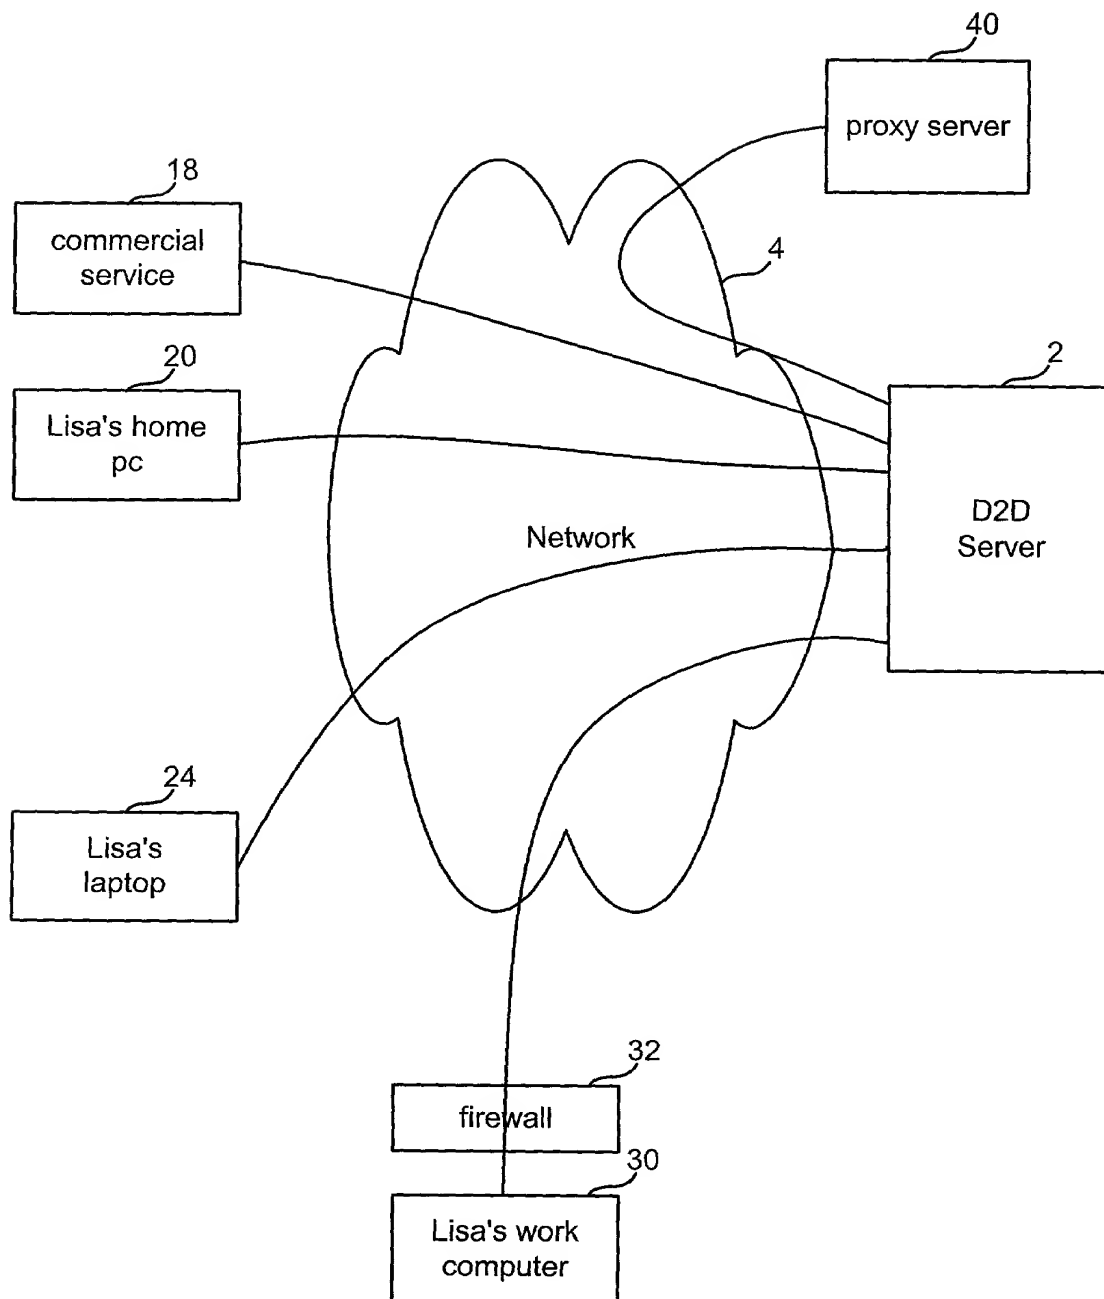 40
proxy server
18
commercial
service
4
20
Lisa's home
pc
2
D2D
Server
Network
24
Lisa's
laptop
32
firewall
30
Lisa's work
computer